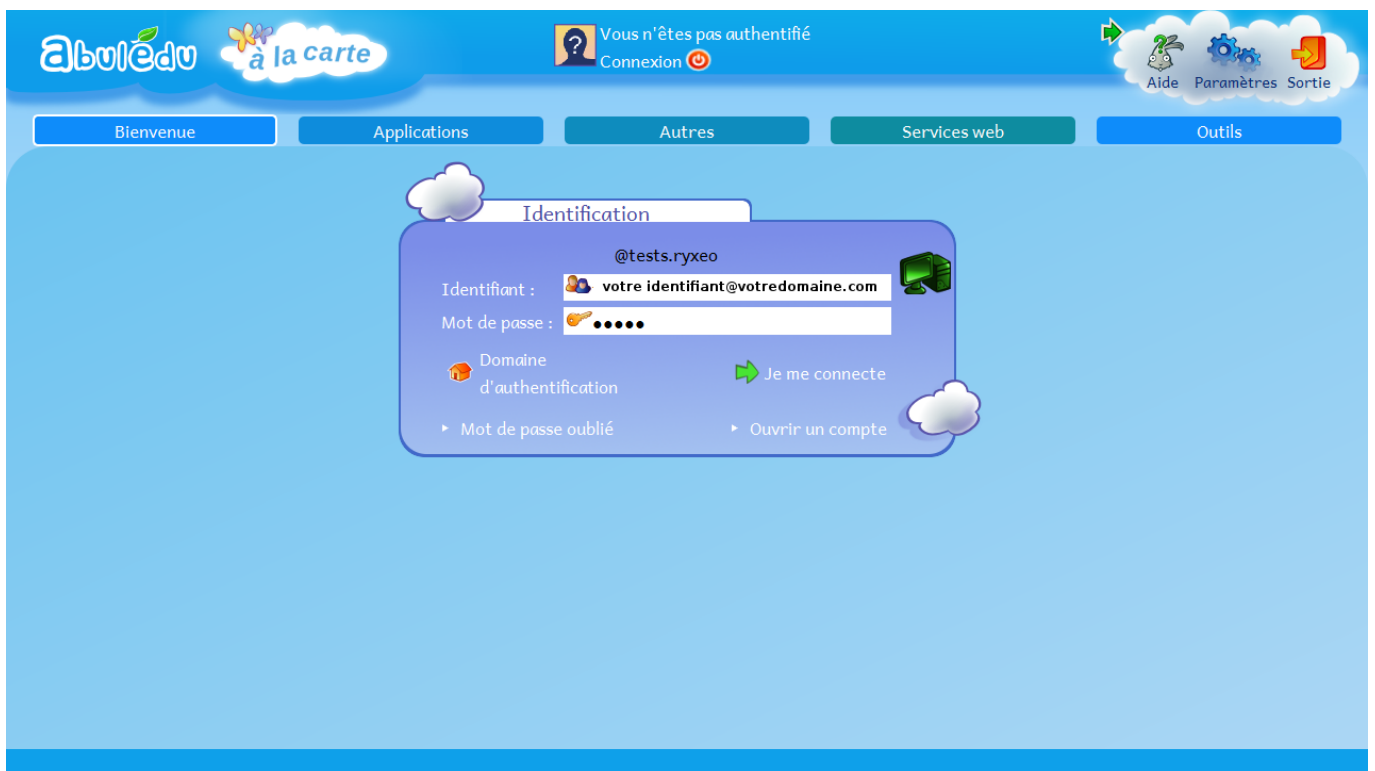 abulédu
à la carte
Vous n'êtes pas authentifié
Connexion
Aide Paramètres Sortie
Bienvenue Applications Autres Services web Outils
Identification
@tests.ryxeo
Identifiant : votre identifiant@votredomaine.com
Mot de passe : ●●●●●
Domaine
d'authentification
Je me connecte
‣ Mot de passe oublié ‣ Ouvrir un compte